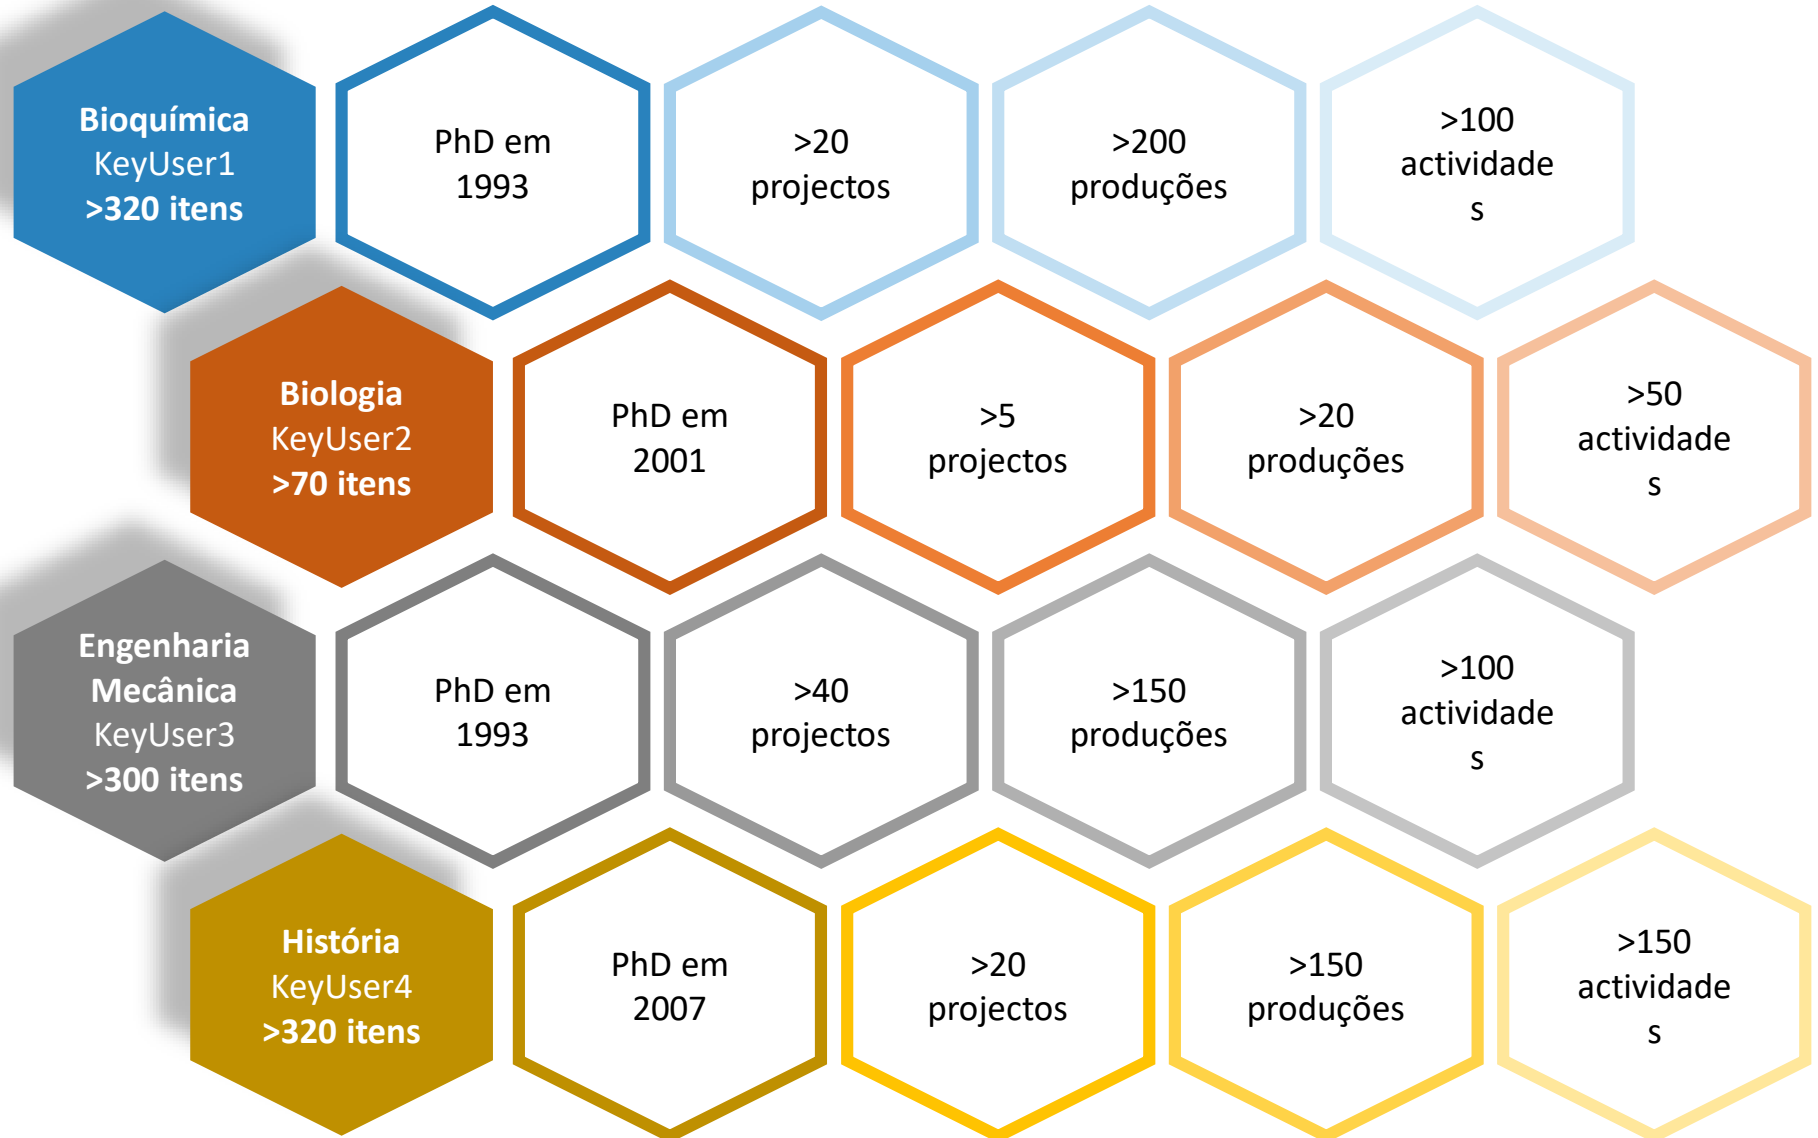 Bioquímica
KeyUser1
>320 itens
PhD em
1993
>20
projectos
>200
produções
>100
actividade
s
Biologia
KeyUser2
>70 itens
PhD em
2001
>5
projectos
>20
produções
>50
actividade
s
Engenharia
Mecânica
KeyUser3
>300 itens
PhD em
1993
>40
projectos
>150
produções
>100
actividade
s
História
KeyUser4
>320 itens
PhD em
2007
>20
projectos
>150
produções
>150
actividade
s